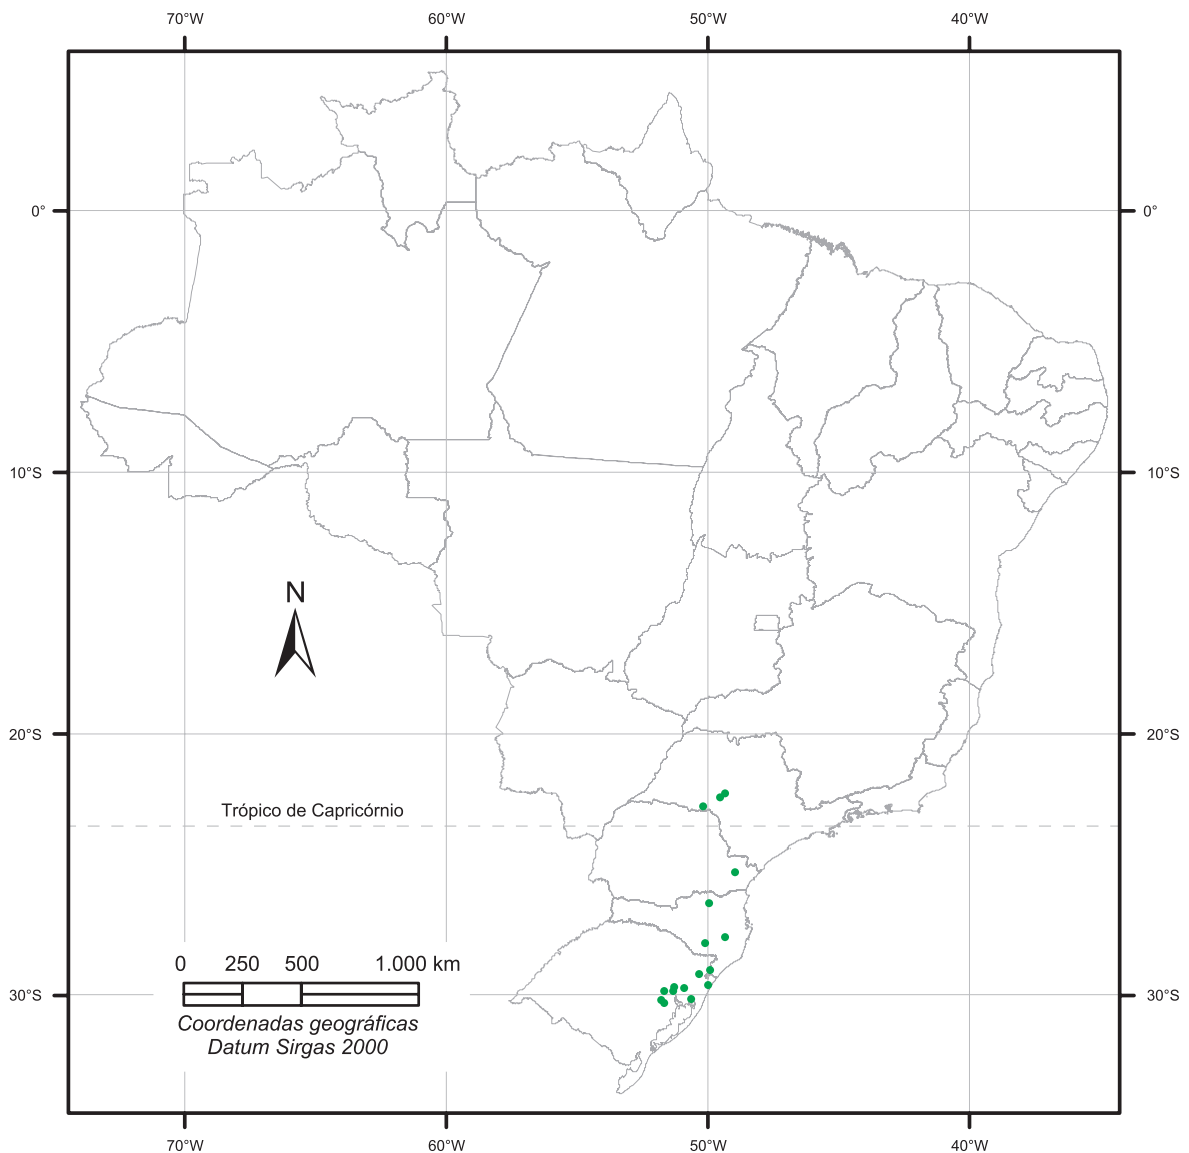 70°W 60°W 50°W 40°W
0° 0°
10°S 10°S
N
20°S 20°S
Trópico de Capricórnio
0 250 500 1.000 km
30°S 30°S
Coordenadas geográficas
Datum Sirgas 2000
70°W 60°W 50°W 40°W